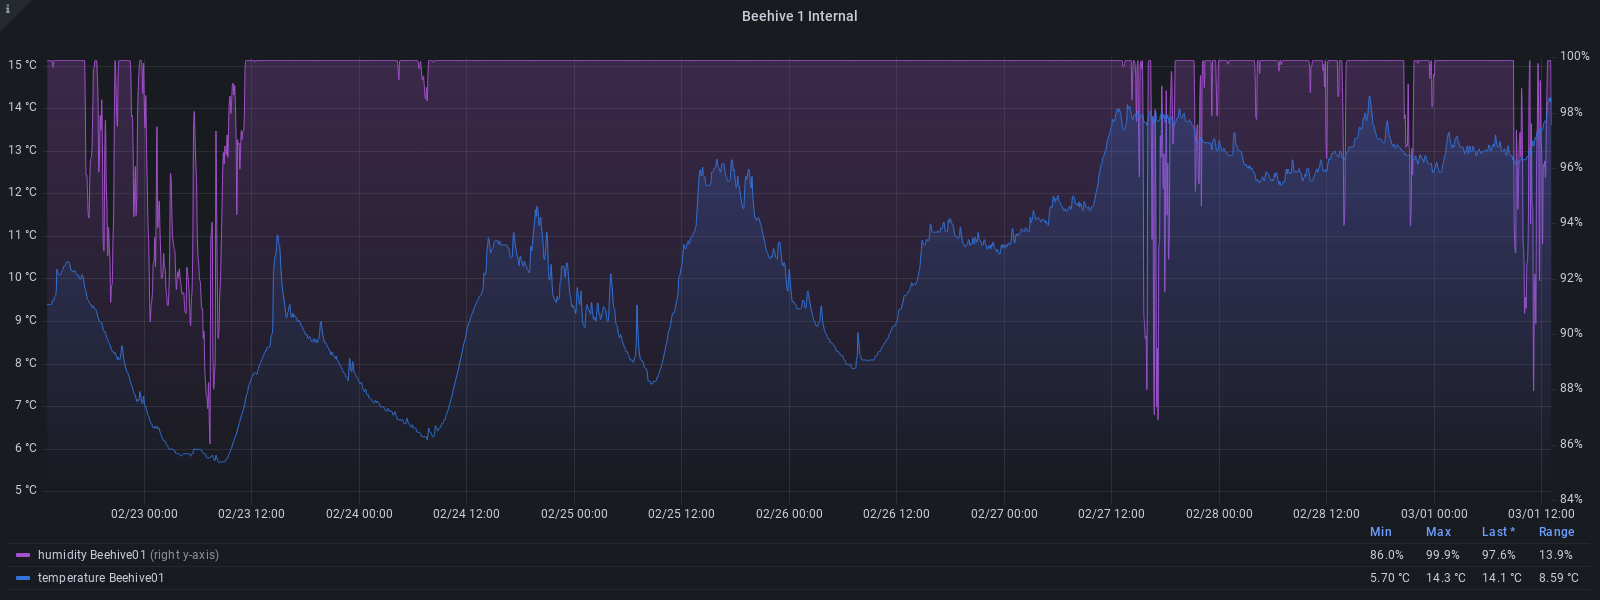 i
Beehive 1 Internal
15 °C
14 °C
13 °C
12 °C
11 °C
10 °C
9 °C
8 °C
7 °C
6 °C
5 °C
100%
98%
96%
94%
92%
90%
88%
86%
84%
02/23 00:00 02/23 12:00 02/24 00:00 02/24 12:00 02/25 00:00 02/25 12:00 02/26 00:00 02/26 12:00 02/27 00:00 02/27 12:00 02/28 00:00 02/28 12:00 03/01 00:00 03/01 12:00
Min Max Last * Range
humidity Beehive01 (right y-axis) 86.0% 99.9% 97.6% 13.9%
temperature Beehive01 5.70 °C 14.3 °C 14.1 °C 8.59 °C